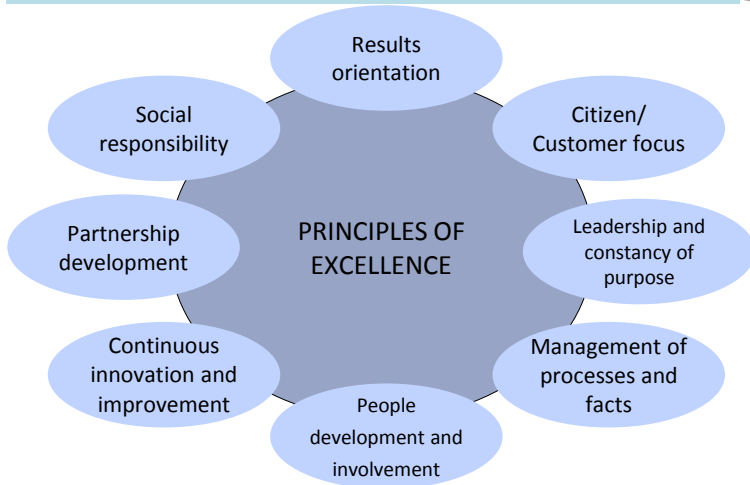 Results
orientation
Citizen/
Customer focus
Leadership and
constancy of
purpose
Management of
processes and
facts
People
development and
involvement
Continuous
innovation and
improvement
Partnership
development
Social
responsibility
PRINCIPLES OF
EXCELLENCE